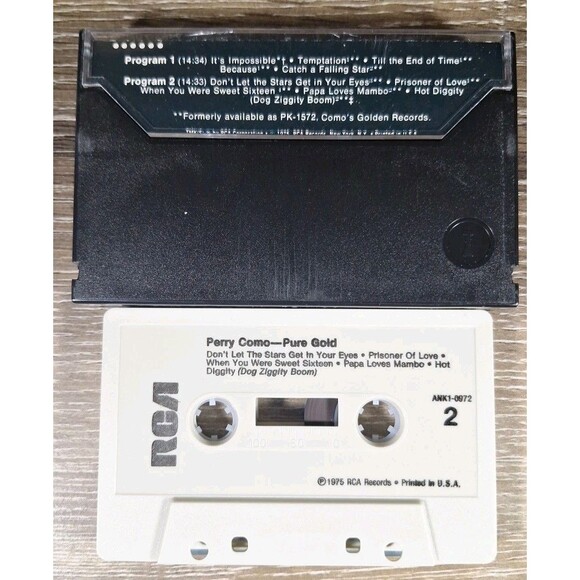 Program 1 (14:34) It's Impossible*† • Temptation!** • Till the End of Time!**
Because!** • Catch a Falling Star**
Program 2 (14:33) Don't Let the Stars Get in Your Eyes!** • Prisoner of Love!**
When You Were Sweet Sixteen !** • Papa Loves Mambo** • Hot Diggity
(Dog Ziggity Boom)**‡
**Formerly available as PK-1572, Como's Golden Records.
Perry Como—Pure Gold
Don't Let The Stars Get In Your Eyes • Prisoner Of Love •
When You Were Sweet Sixteen • Papa Loves Mambo • Hot
Diggity (Dog Ziggity Boom)
RCA
ANK1-0972
2
℗1975 RCA Records • Printed in U.S.A.